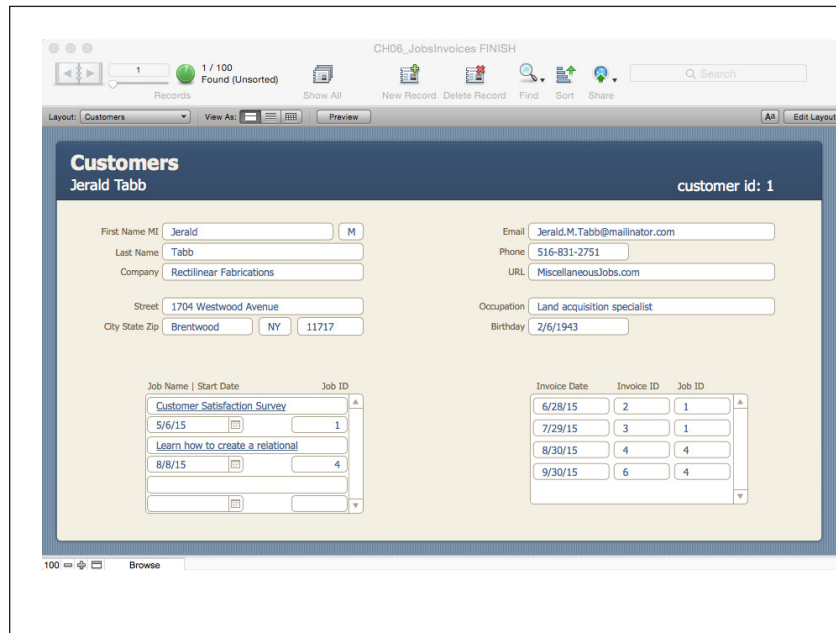 CH06_JobsInvoices FINISH
1
1 / 100
Found (Unsorted)
Records
Show All
New Record
Delete Record
Find
Sort
Share
Search
Layout: Customers
View As:
Preview
Aa
Edit Layout
Customers
Jerald Tabb
customer id: 1
First Name MI Jerald M
Last Name Tabb
Company Rectilinear Fabrications
Street 1704 Westwood Avenue
City State Zip Brentwood NY 11717
Email Jerald.M.Tabb@mailinator.com
Phone 516-831-2751
URL MiscellaneousJobs.com
Occupation Land acquisition specialist
Birthday 2/6/1943
Job Name | Start Date Job ID
Customer Satisfaction Survey
5/6/15 1
Learn how to create a relational
8/8/15 4
Invoice Date Invoice ID Job ID
6/28/15 2 1
7/29/15 3 1
8/30/15 4 4
9/30/15 6 4
100 Browse